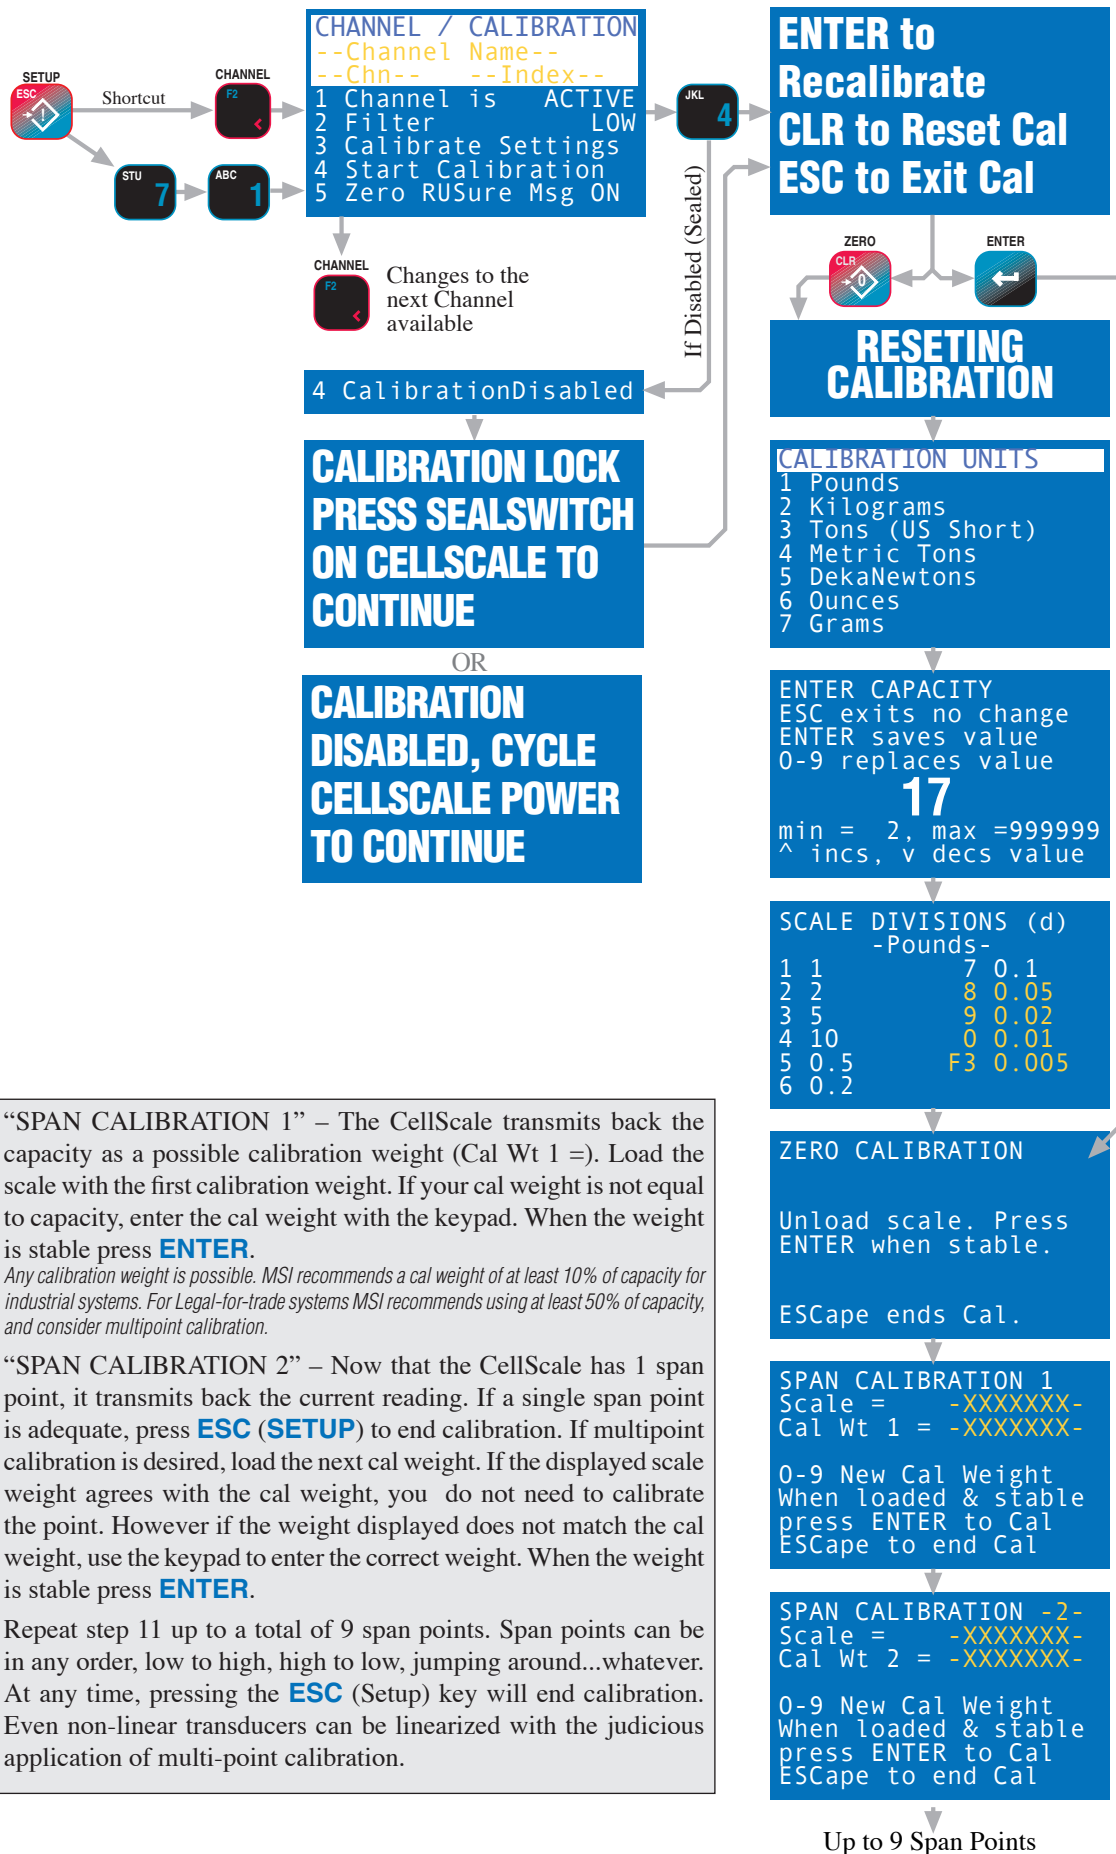 SETUP
ESC
Shortcut
CHANNEL
F2
<
STU
7
ABC
1
CHANNEL / CALIBRATION
--Channel Name--
--Chn-- --Index--
1 Channel is ACTIVE
2 Filter LOW
3 Calibrate Settings
4 Start Calibration
5 Zero RUSure Msg ON
JKL
4
CHANNEL
F2
<
Changes to the
next Channel
available
If Disabled (Sealed)
4 CalibrationDisabled
CALIBRATION LOCK
PRESS SEALSWITCH
ON CELLSCALE TO
CONTINUE
OR
CALIBRATION
DISABLED, CYCLE
CELLSCALE POWER
TO CONTINUE
ENTER to
Recalibrate
CLR to Reset Cal
ESC to Exit Cal
ZERO
CLR
0
ENTER
RESETING
CALIBRATION
CALIBRATION UNITS
1 Pounds
2 Kilograms
3 Tons (US Short)
4 Metric Tons
5 DekaNewtons
6 Ounces
7 Grams
ENTER CAPACITY
ESC exits no change
ENTER saves value
0-9 replaces value
17
min = 2, max =999999
^ incs, v decs value
SCALE DIVISIONS (d)
-Pounds-
1 1 7 0.1
2 2 8 0.05
3 5 9 0.02
4 10 0 0.01
5 0.5 F3 0.005
6 0.2
ZERO CALIBRATION
Unload scale. Press
ENTER when stable.
ESCape ends Cal.
SPAN CALIBRATION 1
Scale = -XXXXXXX-
Cal Wt 1 = -XXXXXXX-
0-9 New Cal Weight
When loaded & stable
press ENTER to Cal
ESCape to end Cal
SPAN CALIBRATION -2-
Scale = -XXXXXXX-
Cal Wt 2 = -XXXXXXX-
0-9 New Cal Weight
When loaded & stable
press ENTER to Cal
ESCape to end Cal
Up to 9 Span Points
“SPAN CALIBRATION 1” – The CellScale transmits back the
capacity as a possible calibration weight (Cal Wt 1 =). Load the
scale with the first calibration weight. If your cal weight is not equal
to capacity, enter the cal weight with the keypad. When the weight
is stable press ENTER.
Any calibration weight is possible. MSI recommends a cal weight of at least 10% of capacity for
industrial systems. For Legal-for-trade systems MSI recommends using at least 50% of capacity,
and consider multipoint calibration.
“SPAN CALIBRATION 2” – Now that the CellScale has 1 span
point, it transmits back the current reading. If a single span point
is adequate, press ESC (SETUP) to end calibration. If multipoint
calibration is desired, load the next cal weight. If the displayed scale
weight agrees with the cal weight, you do not need to calibrate
the point. However if the weight displayed does not match the cal
weight, use the keypad to enter the correct weight. When the weight
is stable press ENTER.
Repeat step 11 up to a total of 9 span points. Span points can be
in any order, low to high, high to low, jumping around...whatever.
At any time, pressing the ESC (Setup) key will end calibration.
Even non-linear transducers can be linearized with the judicious
application of multi-point calibration.